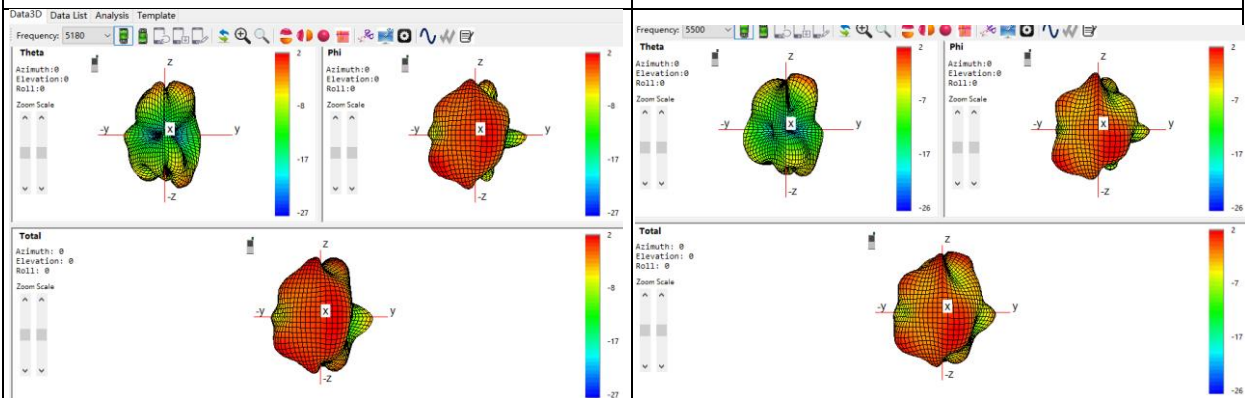 Data3D Data List Analysis Template
Frequency: 5180
Theta
Azimuth:0
Elevation:0
Roll:0
Zoom Scale
z
-y
X
y
-Z
2
-8
-17
-27
Phi
Azimuth:0
Elevation:0
Roll:0
Zoom Scale
Z
-y
X
y
-Z
2
-8
-17
-27
Total
Azimuth: 0
Elevation: 0
Roll: 0
Zoom Scale
Z
-y
X
y
-Z
2
-8
-17
-27
Frequency: 5500
Theta
Azimuth:0
Elevation:0
Roll:0
Zoom Scale
Z
-y
X
y
-Z
2
-7
-17
-26
Phi
Azimuth:0
Elevation:0
Roll:0
Zoom Scale
Z
-y
X
y
-Z
2
-7
-17
-26
Total
Azimuth: 0
Elevation: 0
Roll: 0
Zoom Scale
Z
-y
X
y
-Z
2
-7
-17
-26